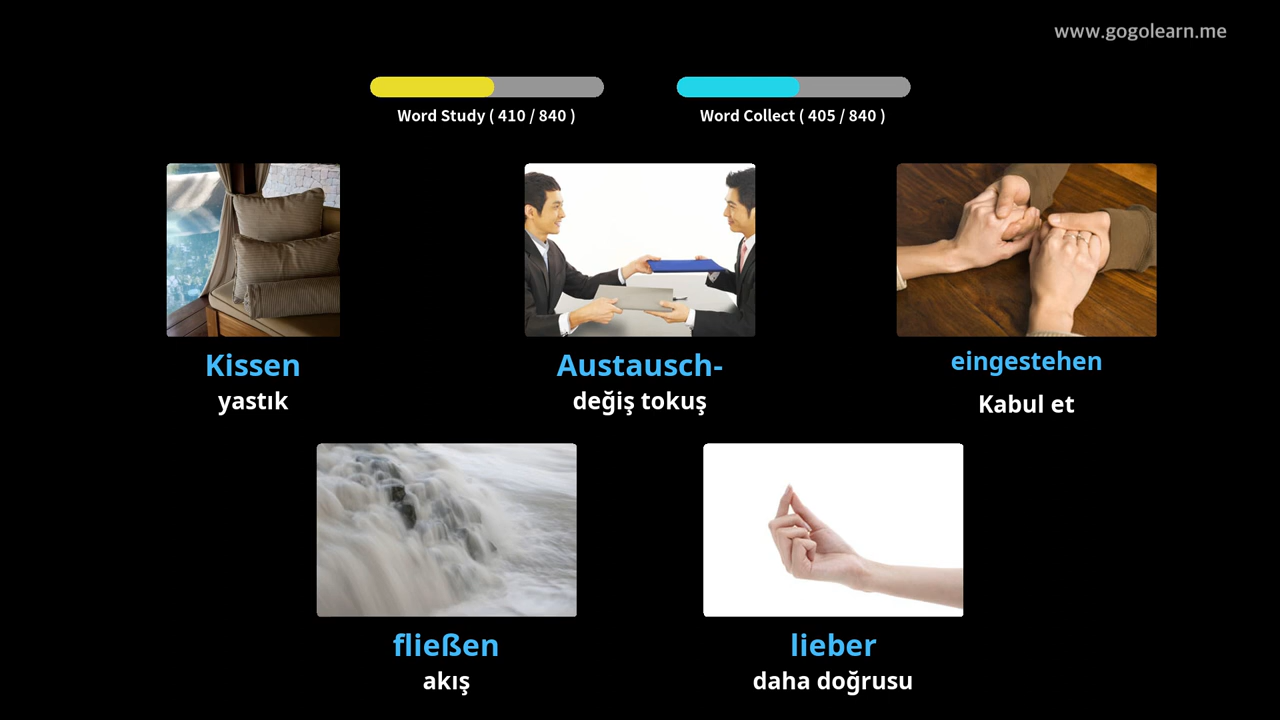 www.gogolearn.me
Word Study ( 410 / 840 )
Word Collect ( 405 / 840 )
Kissen
yastık
Austausch-
değiş tokuş
eingestehen
Kabul et
fließen
akış
lieber
daha doğrusu